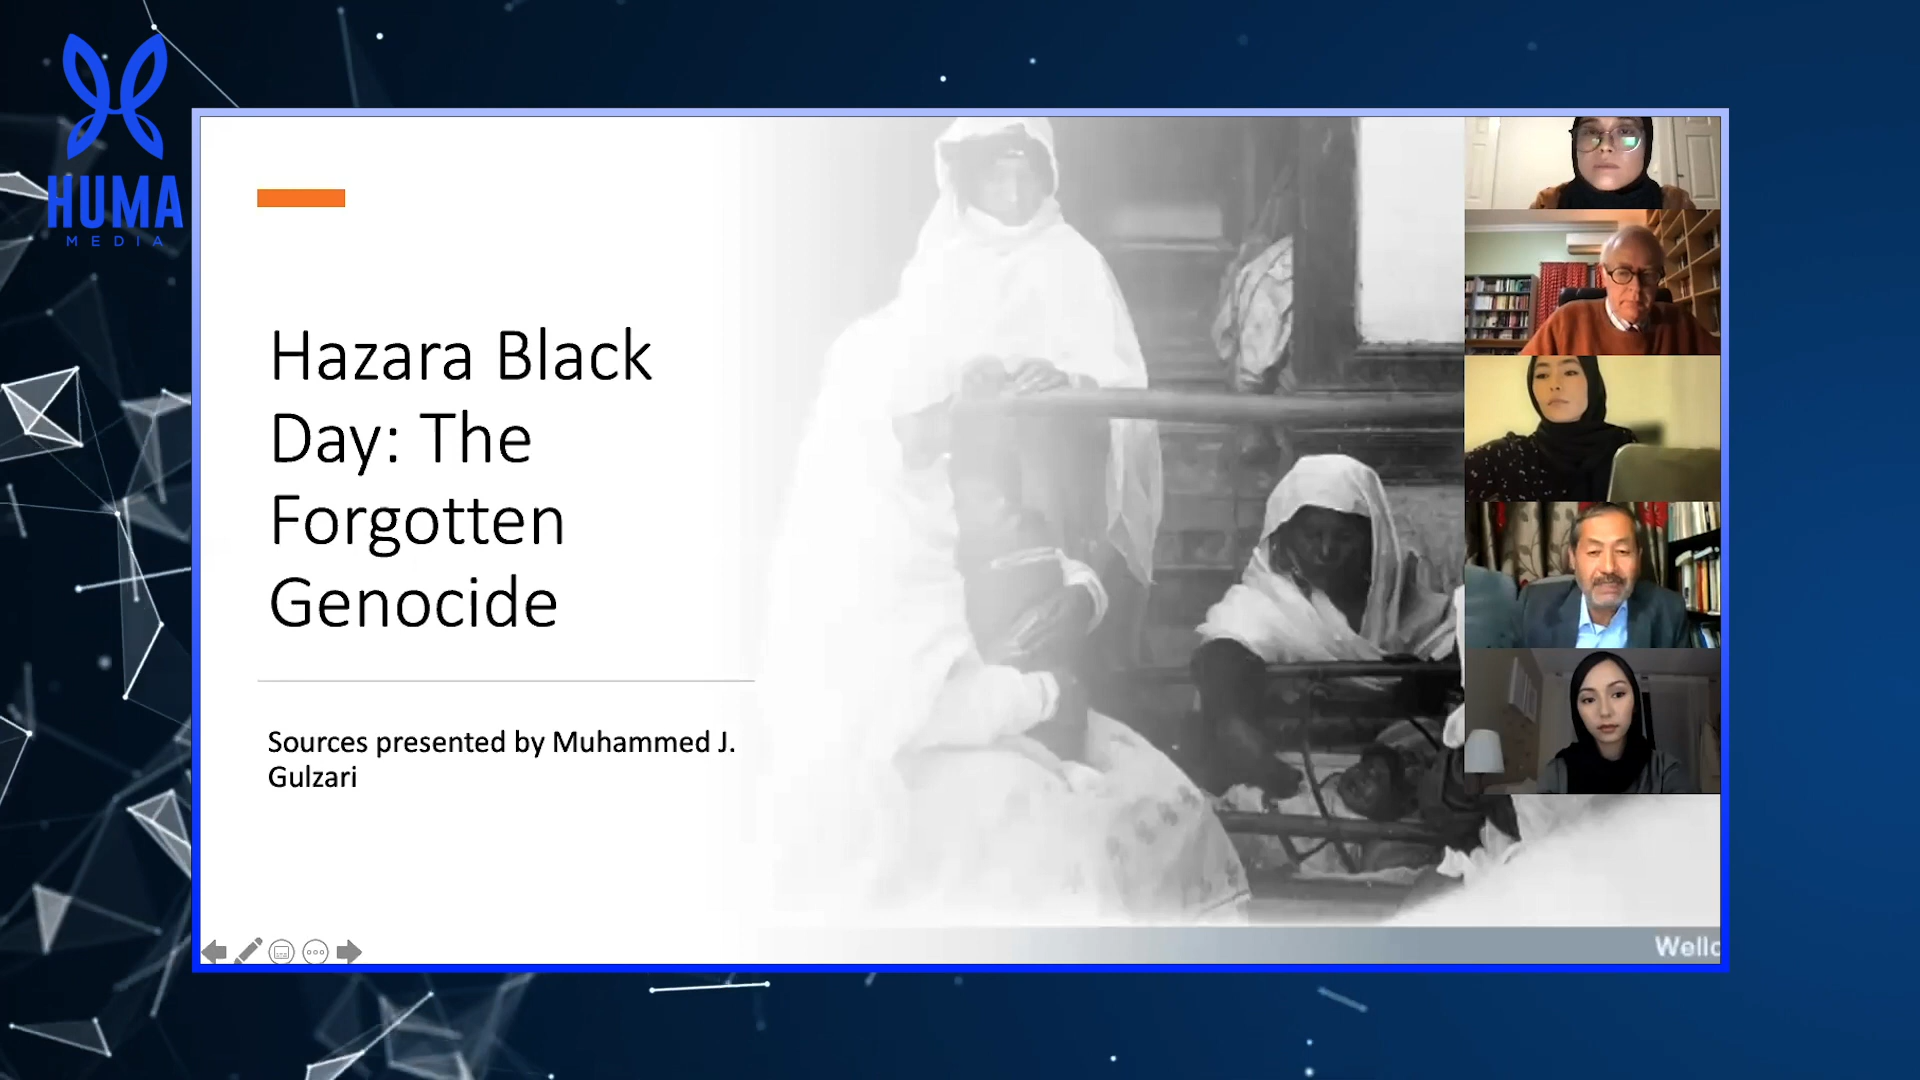 HUMA
MEDIA
Hazara Black
Day: The
Forgotten
Genocide
Sources presented by Muhammed J.
Gulzari